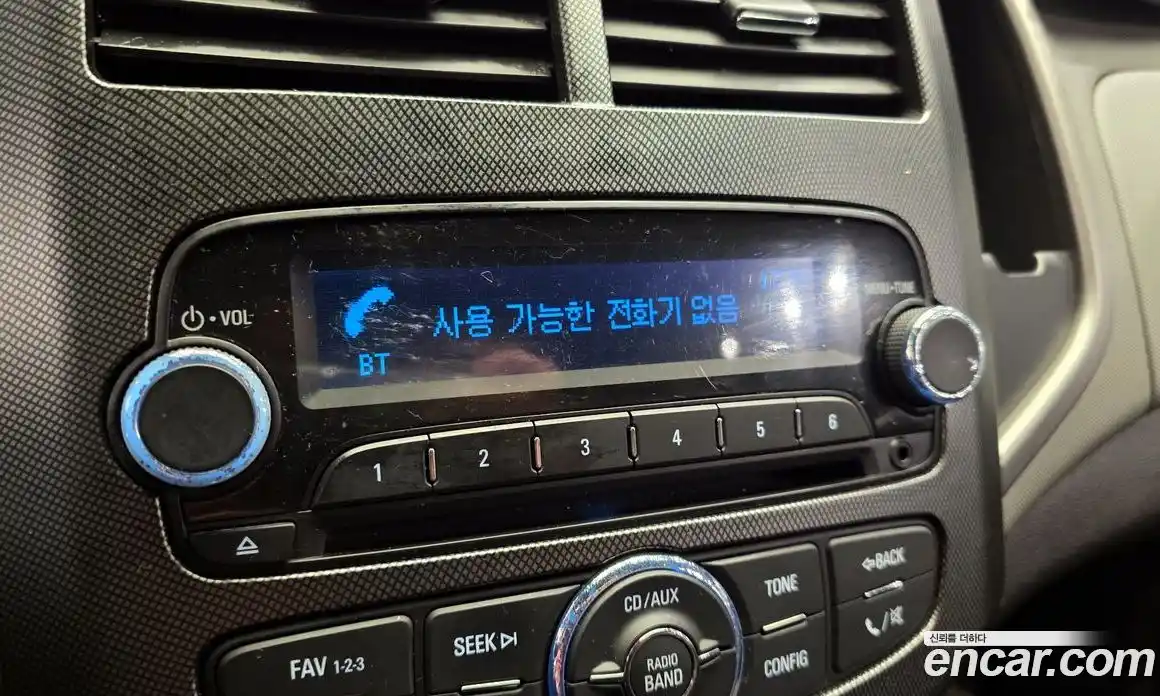 VOL
MENU•TUNE
사용 가능한 전화기 없음
BT
1 2 3 4 5 6
BACK
TONE
CD/AUX
SEEK
FAV 1-2-3
RADIO
BAND
CONFIG
신뢰를 더하다
encar.com